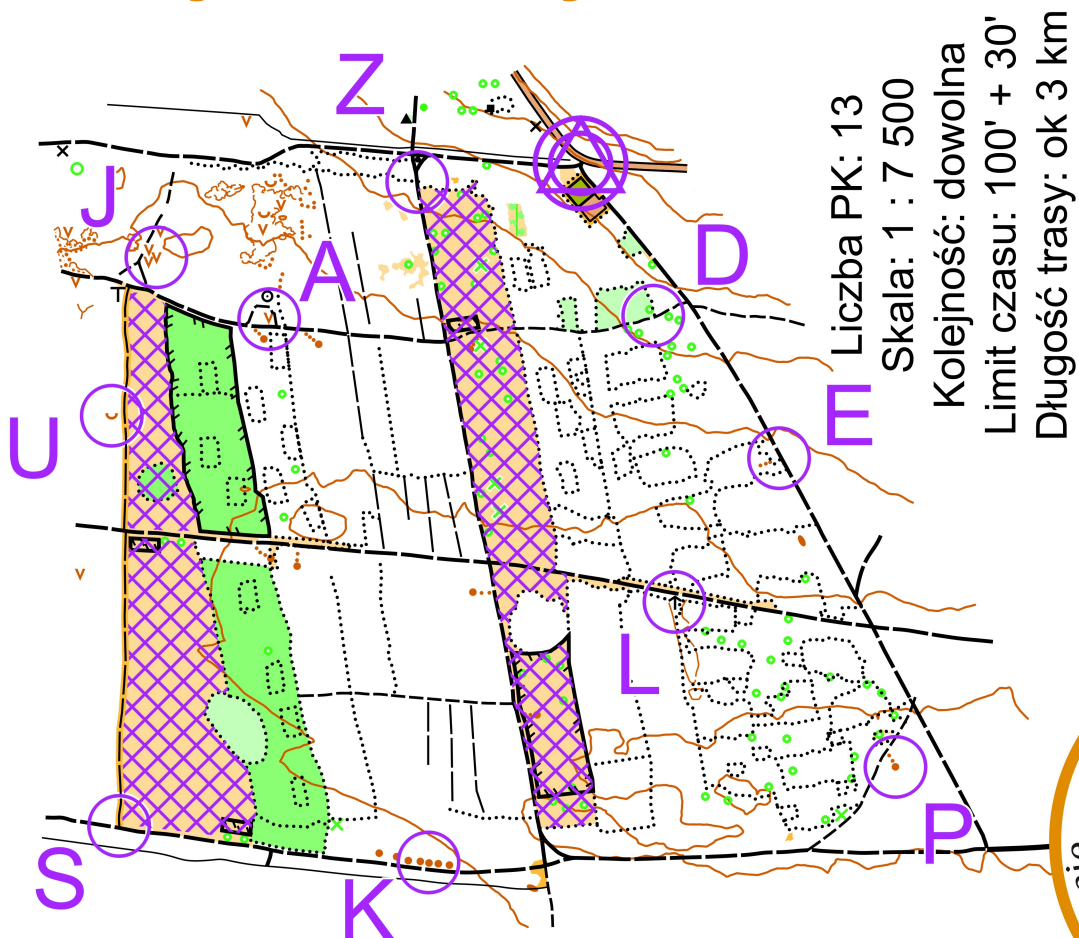 Z
J
A
D
U
E
L
S
K
P
Liczba PK: 13
Skala: 1 : 7 500
Kolejność: dowolna
Limit czasu: 100' + 30'
Długość trasy: ok 3 km